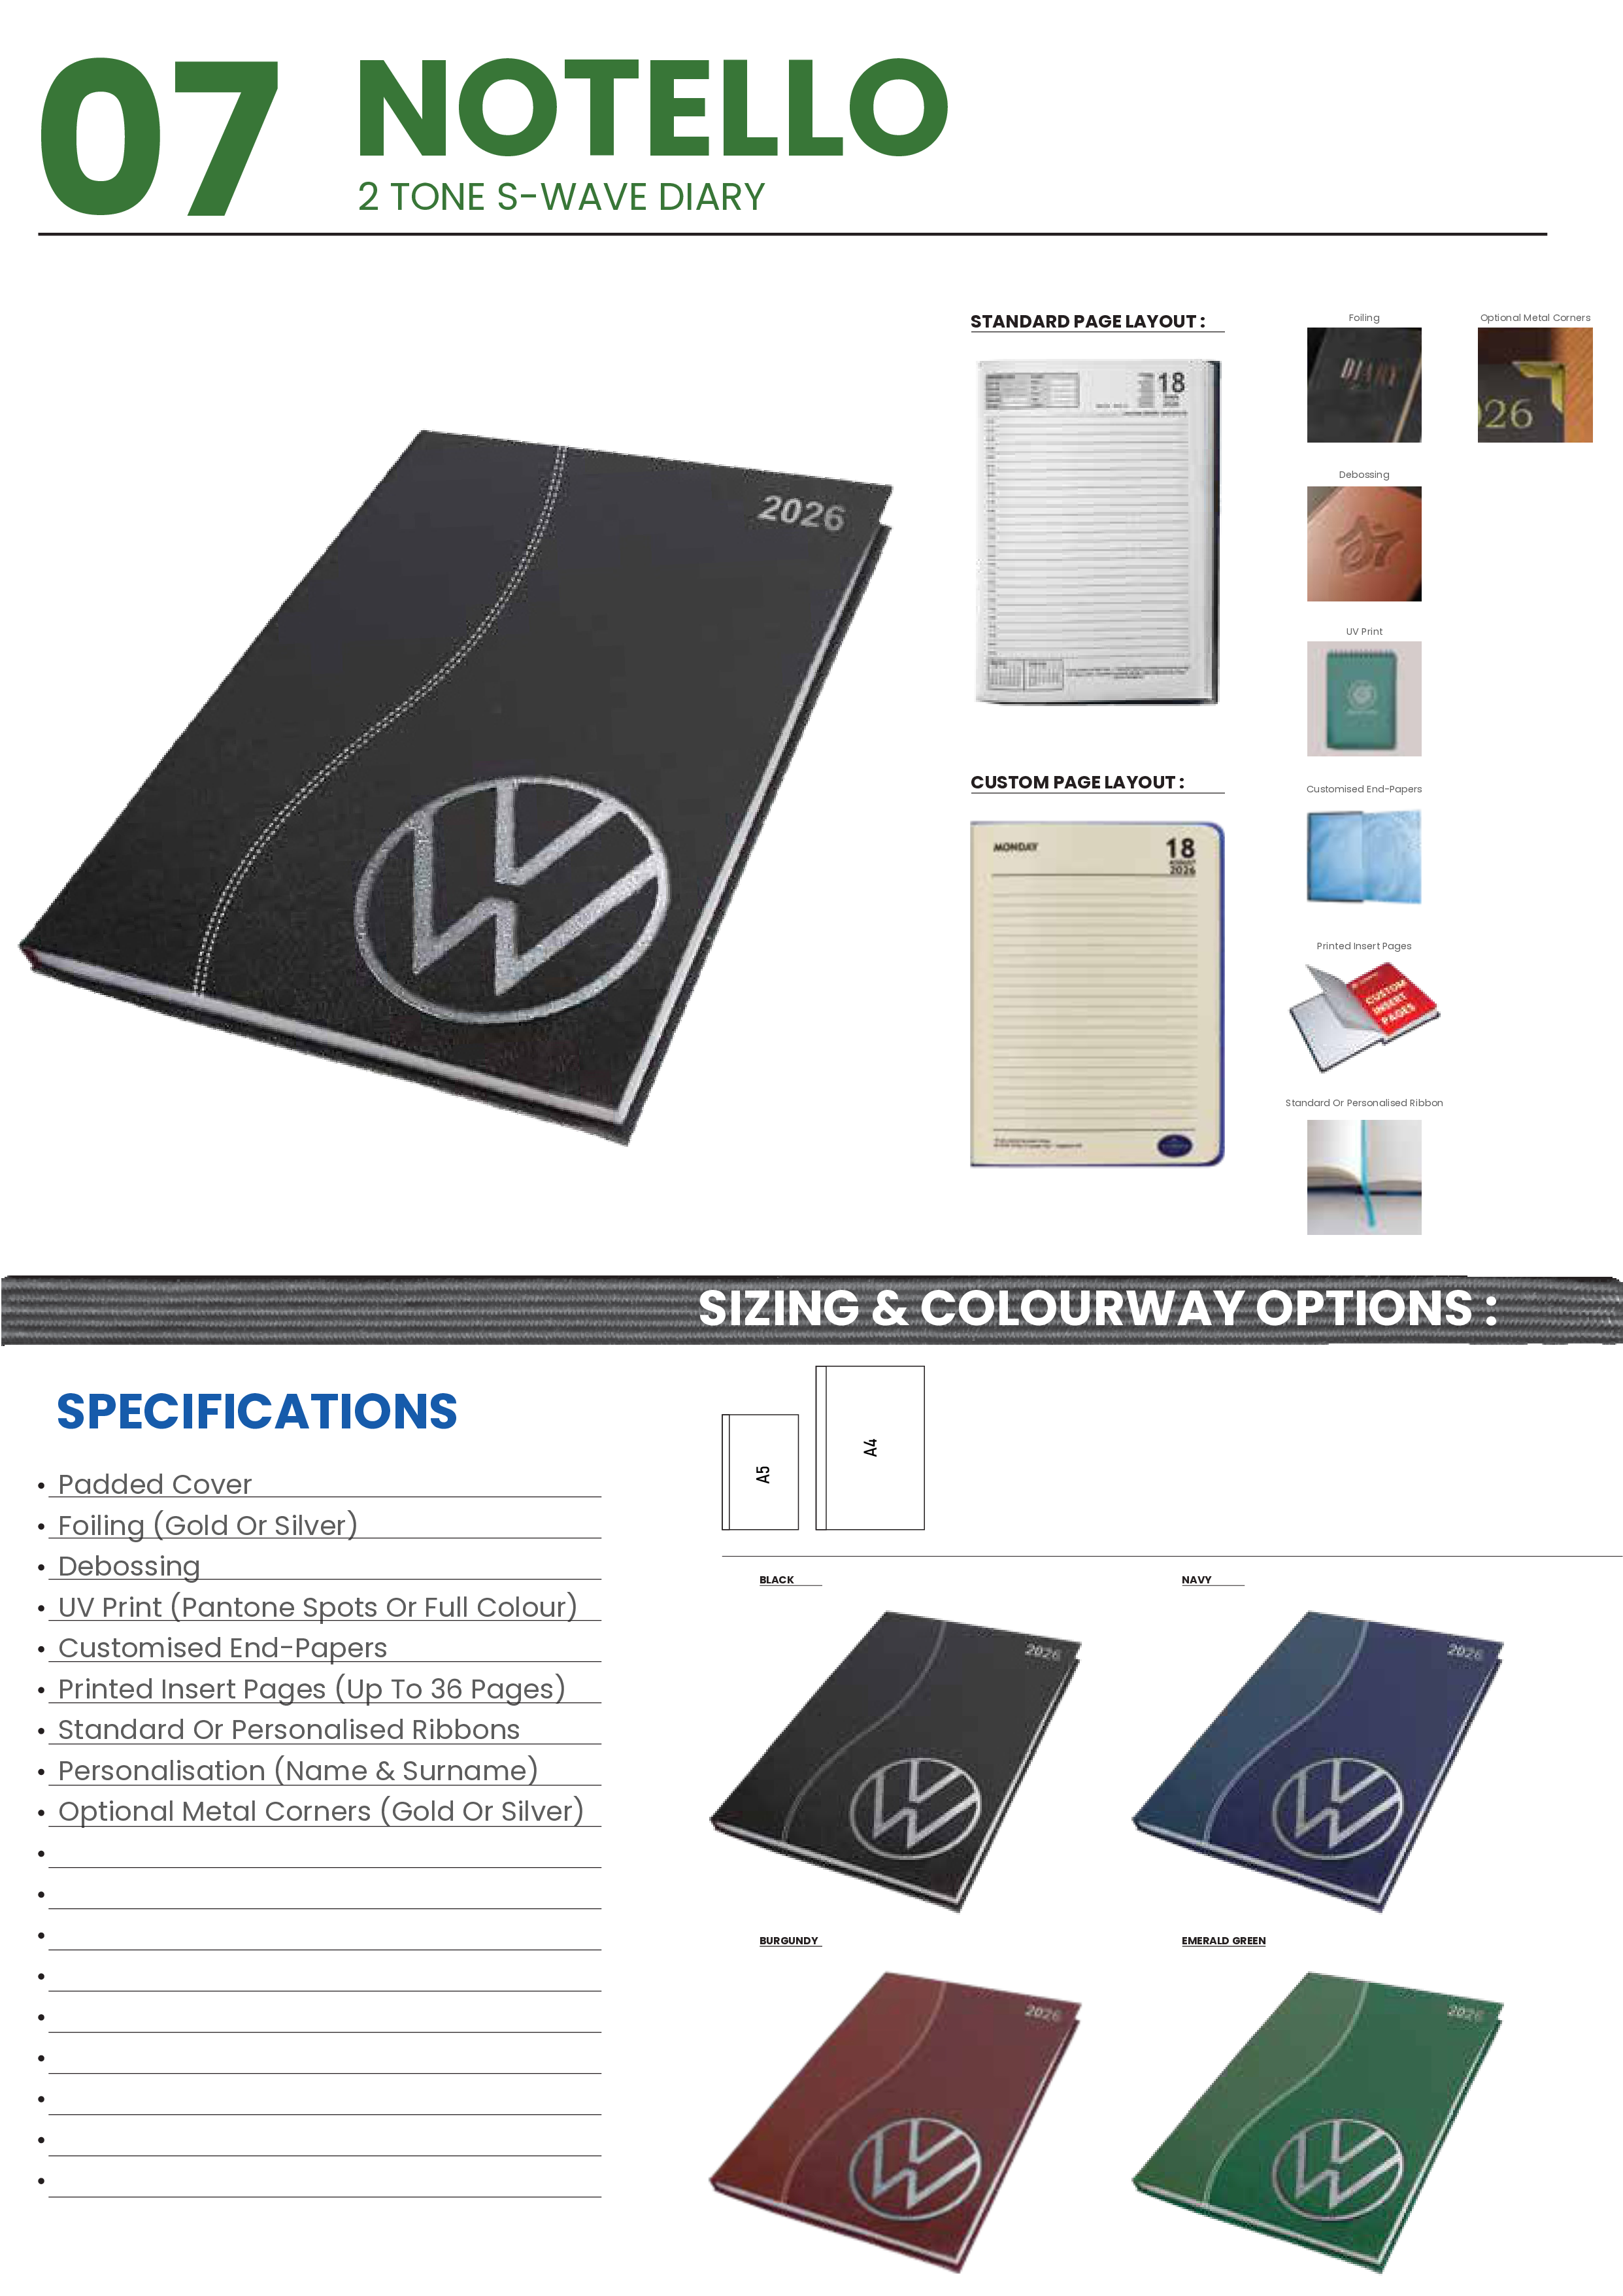 07
NOTELLO
2 TONE S-WAVE DIARY
2026
STANDARD PAGE LAYOUT :
18
CUSTOM PAGE LAYOUT :
MONDAY
18
AUGUST
2026
Foiling
DIARY
Optional Metal Corners
026
Debossing
UV Print
Customised End-Papers
Printed Insert Pages
CUSTOM
INSERT
PAGES
Standard Or Personalised Ribbon
SIZING & COLOURWAY OPTIONS :
SPECIFICATIONS
• Padded Cover
• Foiling (Gold Or Silver)
• Debossing
• UV Print (Pantone Spots Or Full Colour)
• Customised End-Papers
• Printed Insert Pages (Up To 36 Pages)
• Standard Or Personalised Ribbons
• Personalisation (Name & Surname)
• Optional Metal Corners (Gold Or Silver)
A5
A4
BLACK
2026
NAVY
2026
BURGUNDY
2026
EMERALD GREEN
2026